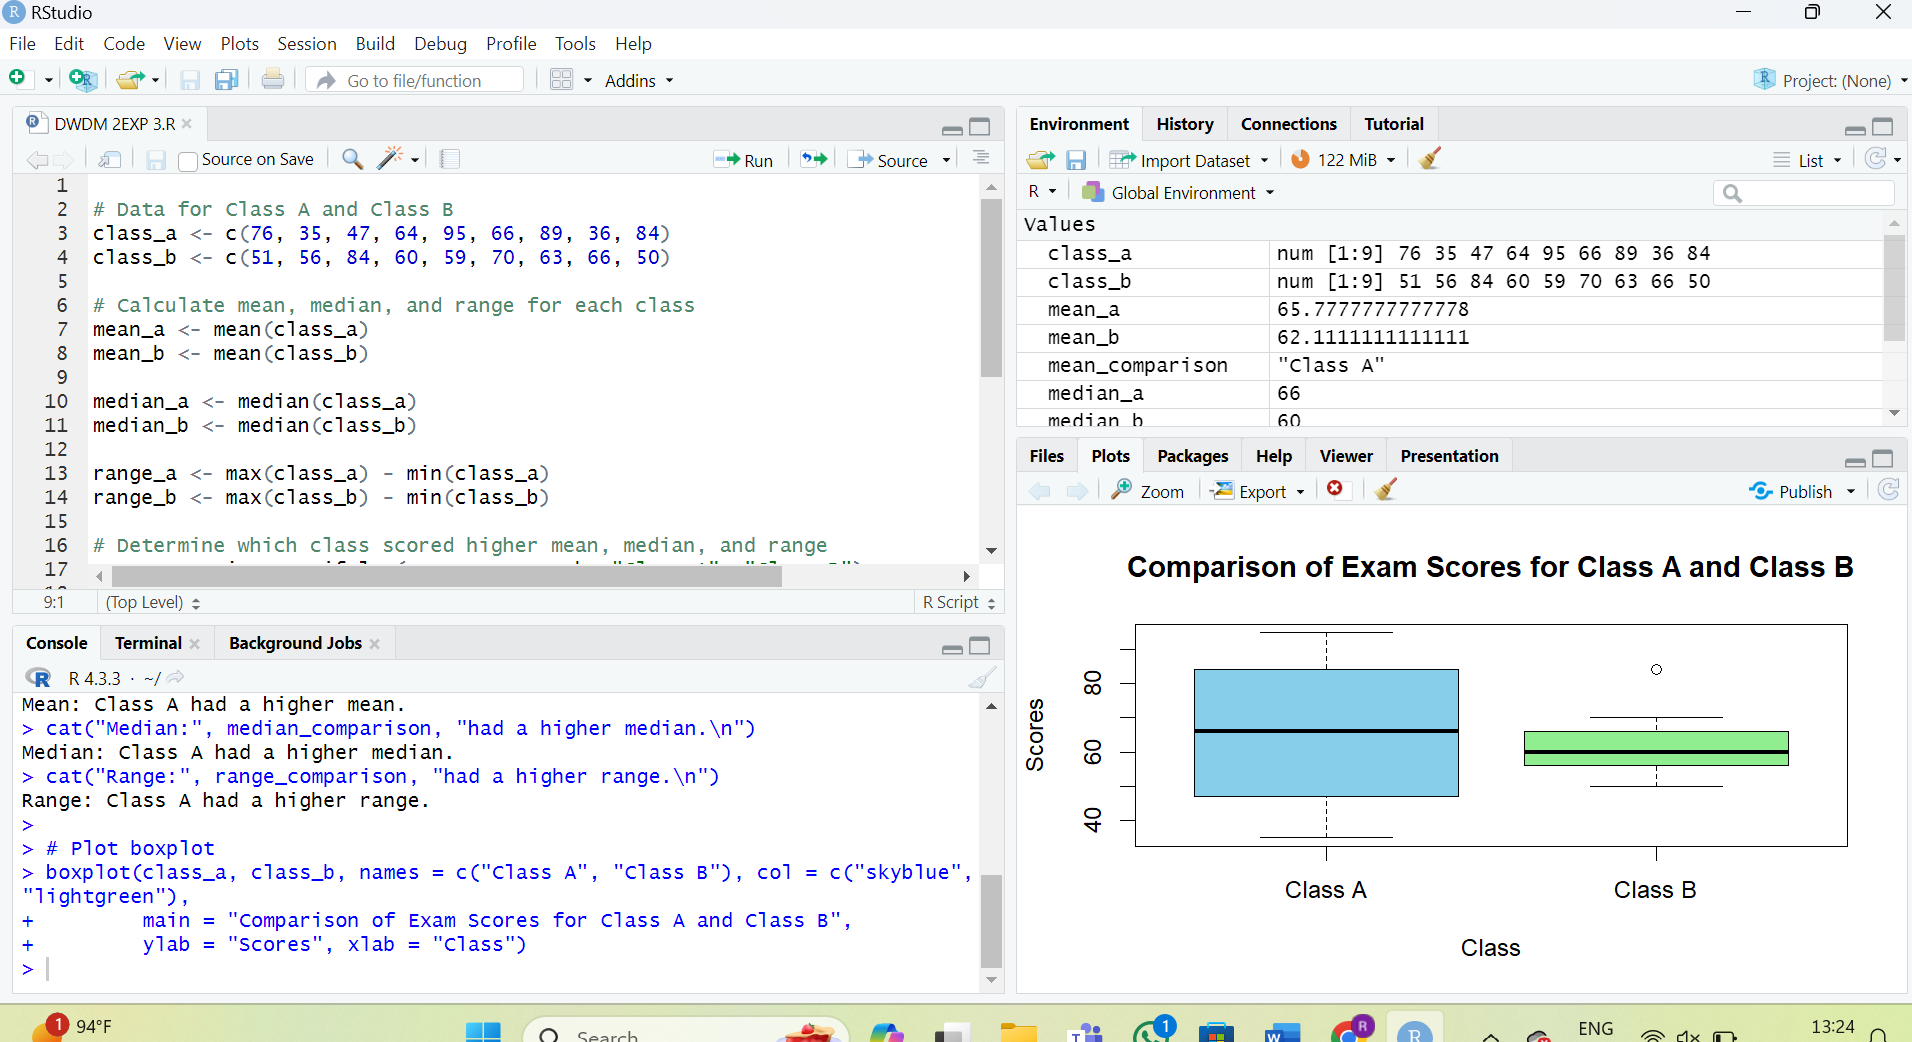 RStudio
File Edit Code View Plots Session Build Debug Profile Tools Help
Go to file/function Addins Project: (None)
DWDM 2EXP 3.R
Source on Save Run Source
1
2 # Data for Class A and Class B
3 class_a <- c(76, 35, 47, 64, 95, 66, 89, 36, 84)
4 class_b <- c(51, 56, 84, 60, 59, 70, 63, 66, 50)
5
6 # Calculate mean, median, and range for each class
7 mean_a <- mean(class_a)
8 mean_b <- mean(class_b)
9
10 median_a <- median(class_a)
11 median_b <- median(class_b)
12
13 range_a <- max(class_a) - min(class_a)
14 range_b <- max(class_b) - min(class_b)
15
16 # Determine which class scored higher mean, median, and range
17
9:1 (Top Level) R Script
Console Terminal Background Jobs
R 4.3.3 · ~/
Mean: Class A had a higher mean.
> cat("Median:", median_comparison, "had a higher median.\n")
Median: Class A had a higher median.
> cat("Range:", range_comparison, "had a higher range.\n")
Range: Class A had a higher range.
>
> # Plot boxplot
> boxplot(class_a, class_b, names = c("Class A", "Class B"), col = c("skyblue",
"lightgreen"),
+         main = "Comparison of Exam Scores for Class A and Class B",
+         ylab = "Scores", xlab = "Class")
>
Environment History Connections Tutorial
Import Dataset 122 MiB List
R Global Environment
Values
class_a num [1:9] 76 35 47 64 95 66 89 36 84
class_b num [1:9] 51 56 84 60 59 70 63 66 50
mean_a 65.7777777777778
mean_b 62.1111111111111
mean_comparison "Class A"
median_a 66
median_b 60
Files Plots Packages Help Viewer Presentation
Zoom Export Publish
Comparison of Exam Scores for Class A and Class B
Scores
80
60
40
Class A Class B
Class
1 94°F Search 1 R ENG 13:24